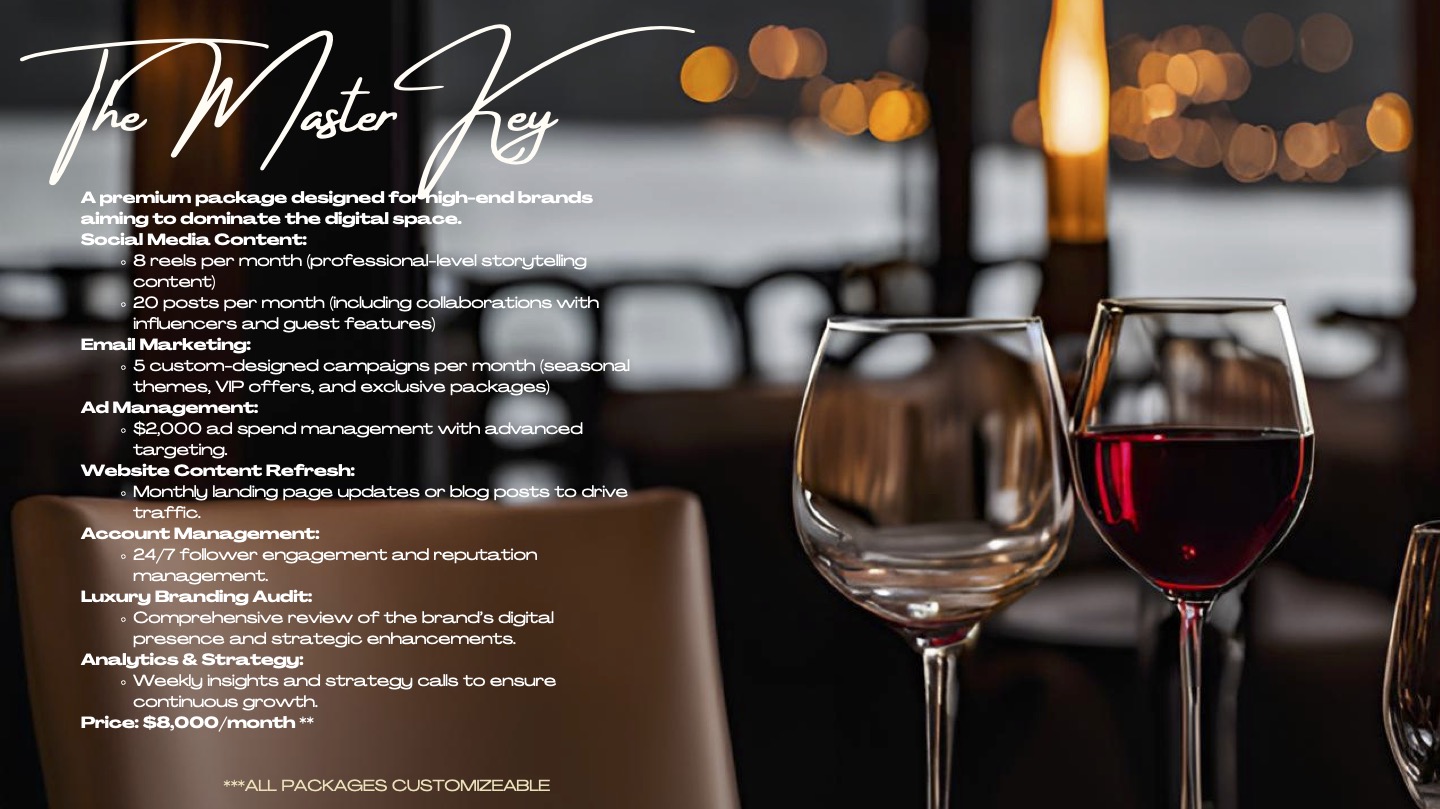 The Master Key
A premium package designed for high-end brands
aiming to dominate the digital space.
Social Media Content:
◦ 8 reels per month (professional-level storytelling
content)
◦ 20 posts per month (including collaborations with
influencers and guest features)
Email Marketing:
◦ 5 custom-designed campaigns per month (seasonal
themes, VIP offers, and exclusive packages)
Ad Management:
◦ $2,000 ad spend management with advanced
targeting.
Website Content Refresh:
◦ Monthly landing page updates or blog posts to drive
traffic.
Account Management:
◦ 24/7 follower engagement and reputation
management.
Luxury Branding Audit:
◦ Comprehensive review of the brand’s digital
presence and strategic enhancements.
Analytics & Strategy:
◦ Weekly insights and strategy calls to ensure
continuous growth.
Price: $8,000/month **
***ALL PACKAGES CUSTOMIZEABLE